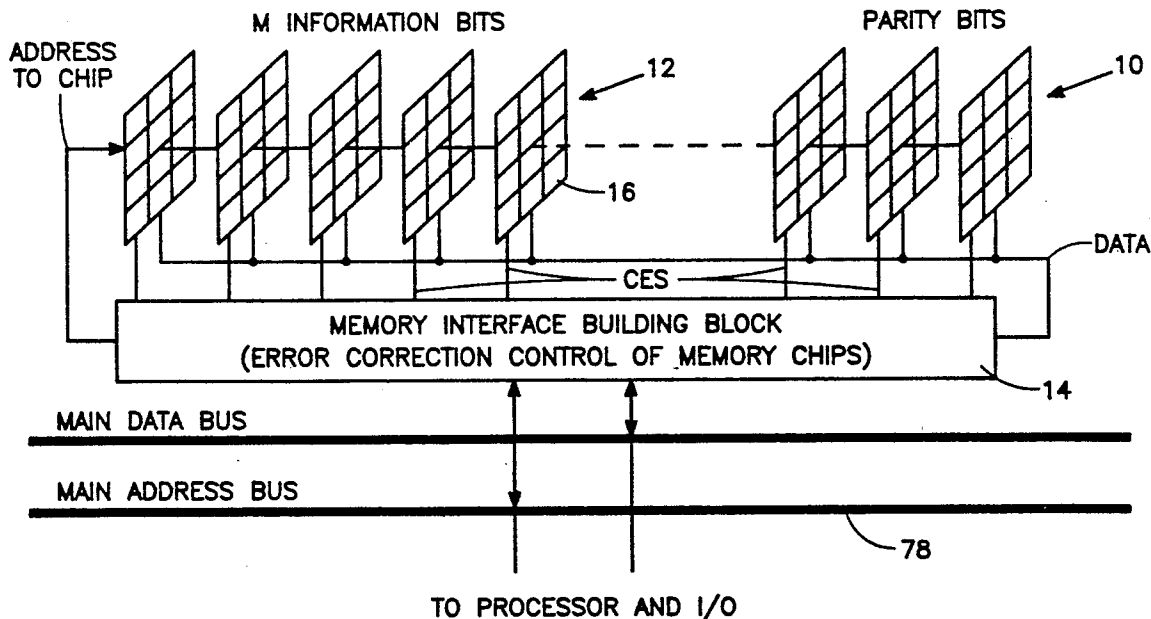 M INFORMATION BITS
PARITY BITS
ADDRESS
TO CHIP
12
10
16
DATA
CES
MEMORY INTERFACE BUILDING BLOCK
(ERROR CORRECTION CONTROL OF MEMORY CHIPS)
14
MAIN DATA BUS
MAIN ADDRESS BUS
78
TO PROCESSOR AND I/O